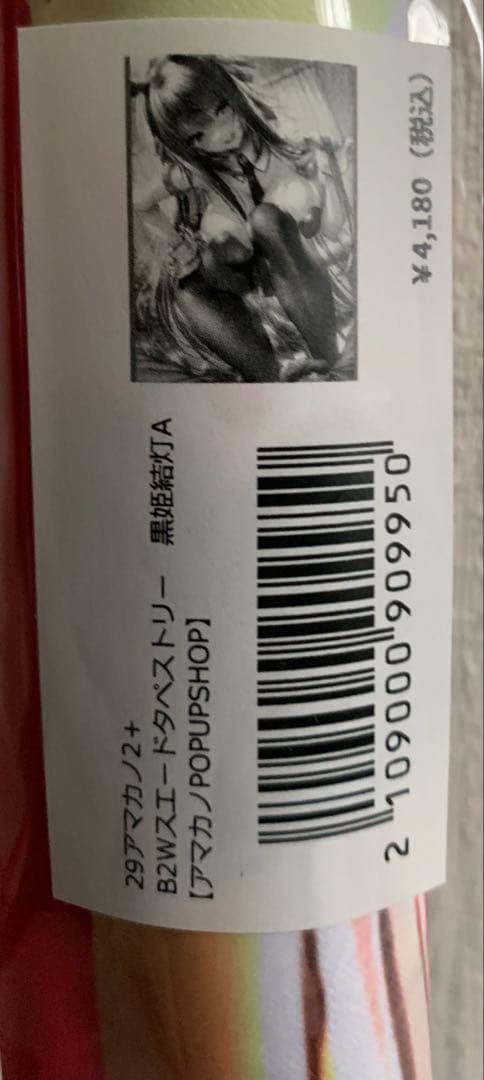 29アマカノ2+
B2Wスエードタペストリー　黒姫結灯A
【アマカノPOPUPSHOP】
2 109000 909950
￥4,180（税込）